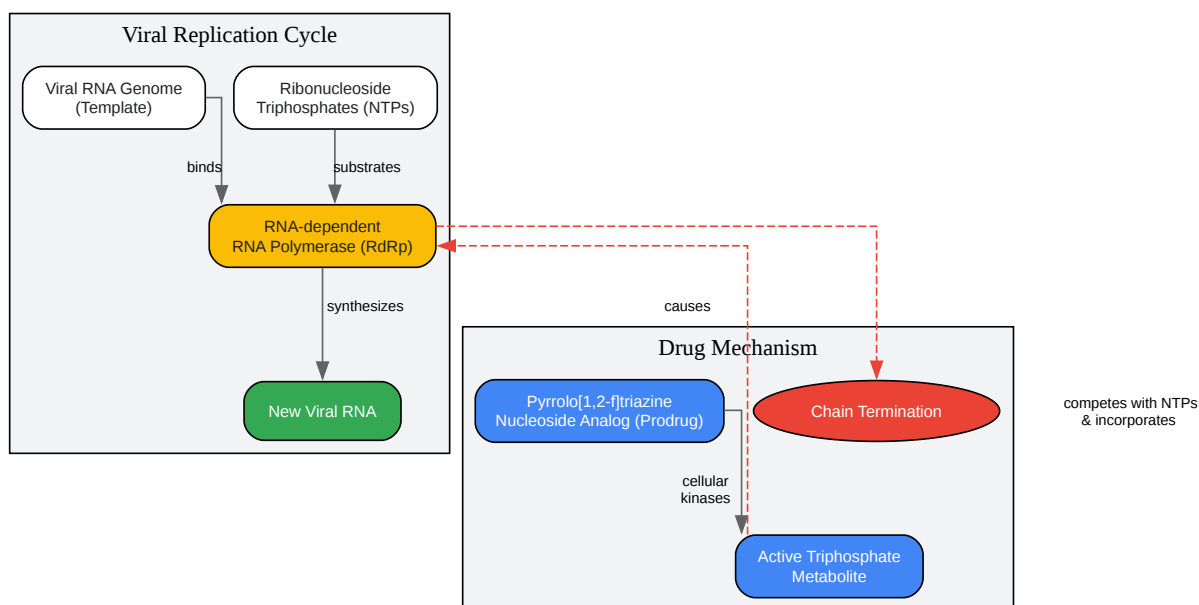 Viral Replication Cycle
Viral RNA Genome
(Template)
Ribonucleoside
Triphosphates (NTPs)
binds
substrates
RNA-dependent
RNA Polymerase (RdRp)
synthesizes
New Viral RNA
causes
Drug Mechanism
Pyrrolo[1,2-f]triazine
Nucleoside Analog (Prodrug)
Chain Termination
competes with NTPs
& incorporates
cellular
kinases
Active Triphosphate
Metabolite